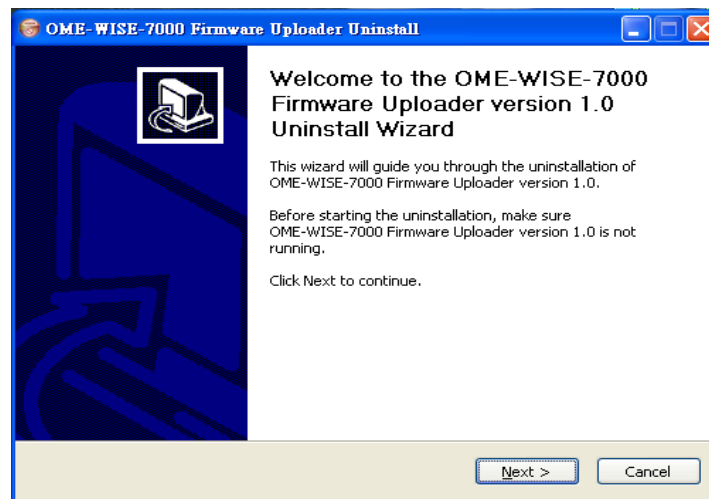 OME-WISE-7000 Firmware Uploader Uninstall
Welcome to the OME-WISE-7000
Firmware Uploader version 1.0
Uninstall Wizard
This wizard will guide you through the uninstallation of
OME-WISE-7000 Firmware Uploader version 1.0.
Before starting the uninstallation, make sure
OME-WISE-7000 Firmware Uploader version 1.0 is not
running.
Click Next to continue.
Next >
Cancel